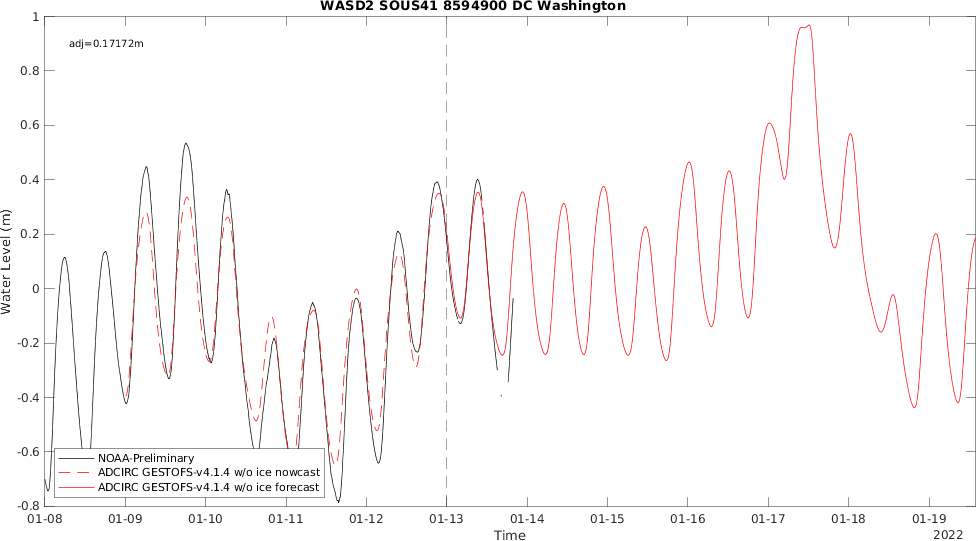 WASD2 SOUS41 8594900 DC Washington
adj=0.17172m
1
0.8
0.6
0.4
0.2
0
-0.2
-0.4
-0.6
-0.8
Water Level (m)
NOAA-Preliminary
ADCIRC GESTOFS-v4.1.4 w/o ice nowcast
ADCIRC GESTOFS-v4.1.4 w/o ice forecast
01-08 01-09 01-10 01-11 01-12 01-13 01-14 01-15 01-16 01-17 01-18 01-19
Time
2022